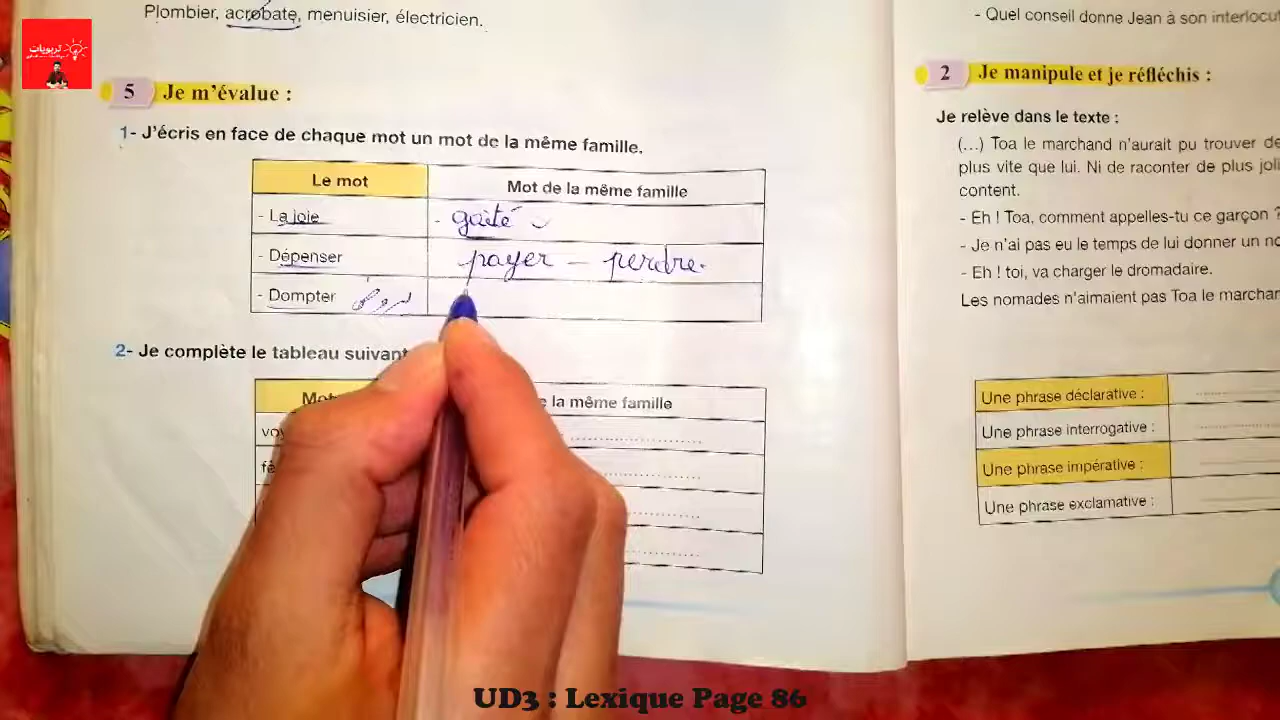 Plombier, acrobate, menuisier, électricien.
تربويات
5 Je m'évalue :
1- J'écris en face de chaque mot un mot de la même famille.
Le mot Mot de la même famille
- La joie - gaité
- Dépenser payer - perdre.
- Dompter
2- Je complète le tableau suivant
la même famille
- Quel conseil donne Jean à son
2 Je manipule et je réfléchis :
Je relève dans le texte :
(...) Toa le marchand n'aurait pu trouver de
plus vite que lui. Ni de raconter de plus
content.
- Eh ! Toa, comment appelles-tu ce garçon ?
- Je n'ai pas eu le temps de lui donner un
- Eh ! toi, va charger le dromadaire.
Les nomades n'aimaient pas Toa le
Une phrase déclarative :
Une phrase interrogative :
Une phrase impérative :
Une phrase exclamative :
UD3 : Lexique Page 86